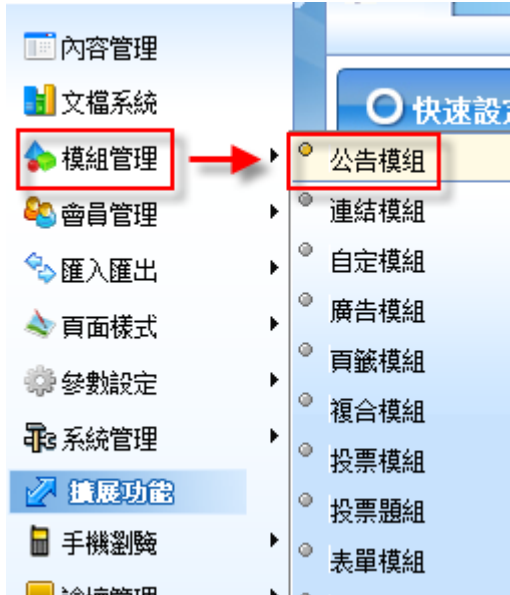 內容管理
文檔系統
模組管理
會員管理
匯入匯出
頁面樣式
參數設定
系統管理
擴展功能
手機瀏覽
快速設定
公告模組
連結模組
自定模組
廣告模組
頁籤模組
複合模組
投票模組
投票題組
表單模組